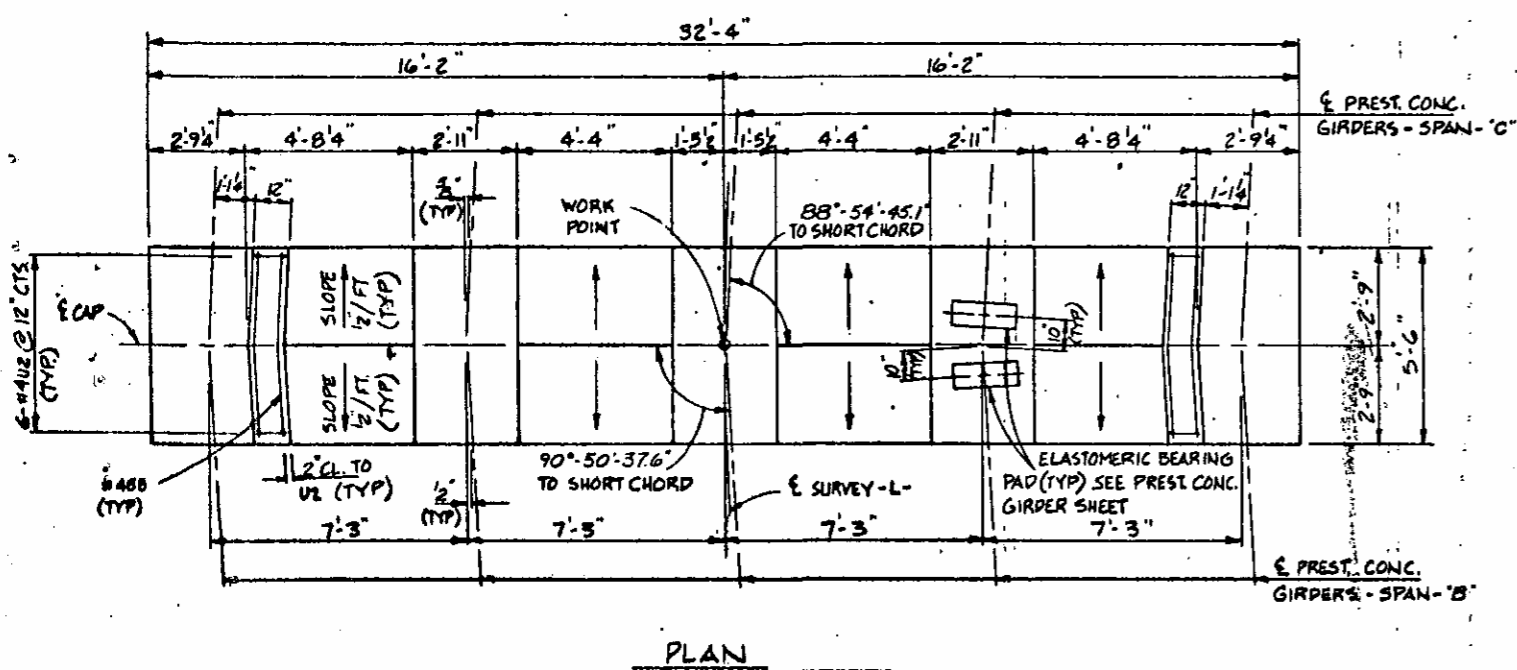 32'-4"
16'-2"
16'-2"
℄ PREST. CONC.
GIRDERS - SPAN - "C"
2'-9¼"
4'-8¼"
2'-11"
4'-4"
1'-5½"
1'-5½"
4'-4"
2'-11"
4'-8¼"
2'-9¼"
1'-1¼"
12"
(TYP)
WORK
POINT
88°-54'-45.1"
TO SHORT CHORD
12"
1'-1¼"
6-#4U2 @ 12" CTS.
(TYP.)
℄ CAP
SLOPE
½"/FT
(TYP)
SLOPE
½"/FT.
(TYP)
10"
(TYP)
10"
(TYP)
2'-9"
2'-9"
5'-6"
(TYP)
2" CL. TO
U2 (TYP)
½"
(TYP)
90°-50'-37.6"
TO SHORT CHORD
℄ SURVEY -L-
ELASTOMERIC BEARING
PAD (TYP) SEE PREST. CONC.
GIRDER SHEET
7'-3"
7'-3"
7'-3"
7'-3"
℄ PREST. CONC.
GIRDERS - SPAN - "B"
PLAN